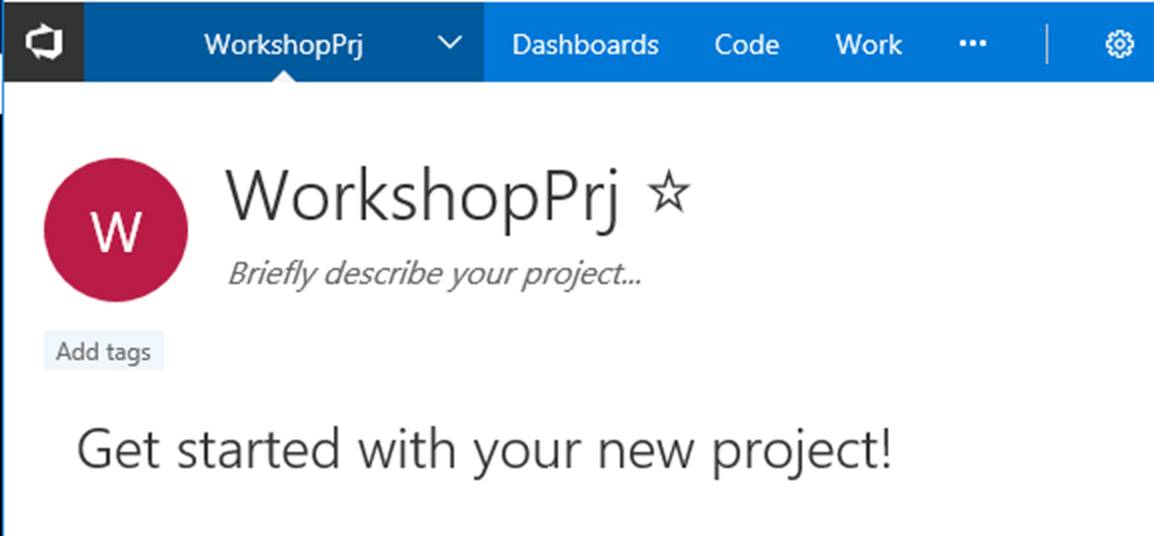 WorkshopPrj Dashboards Code Work ...
W
WorkshopPrj
Briefly describe your project...
Add tags
Get started with your new project!